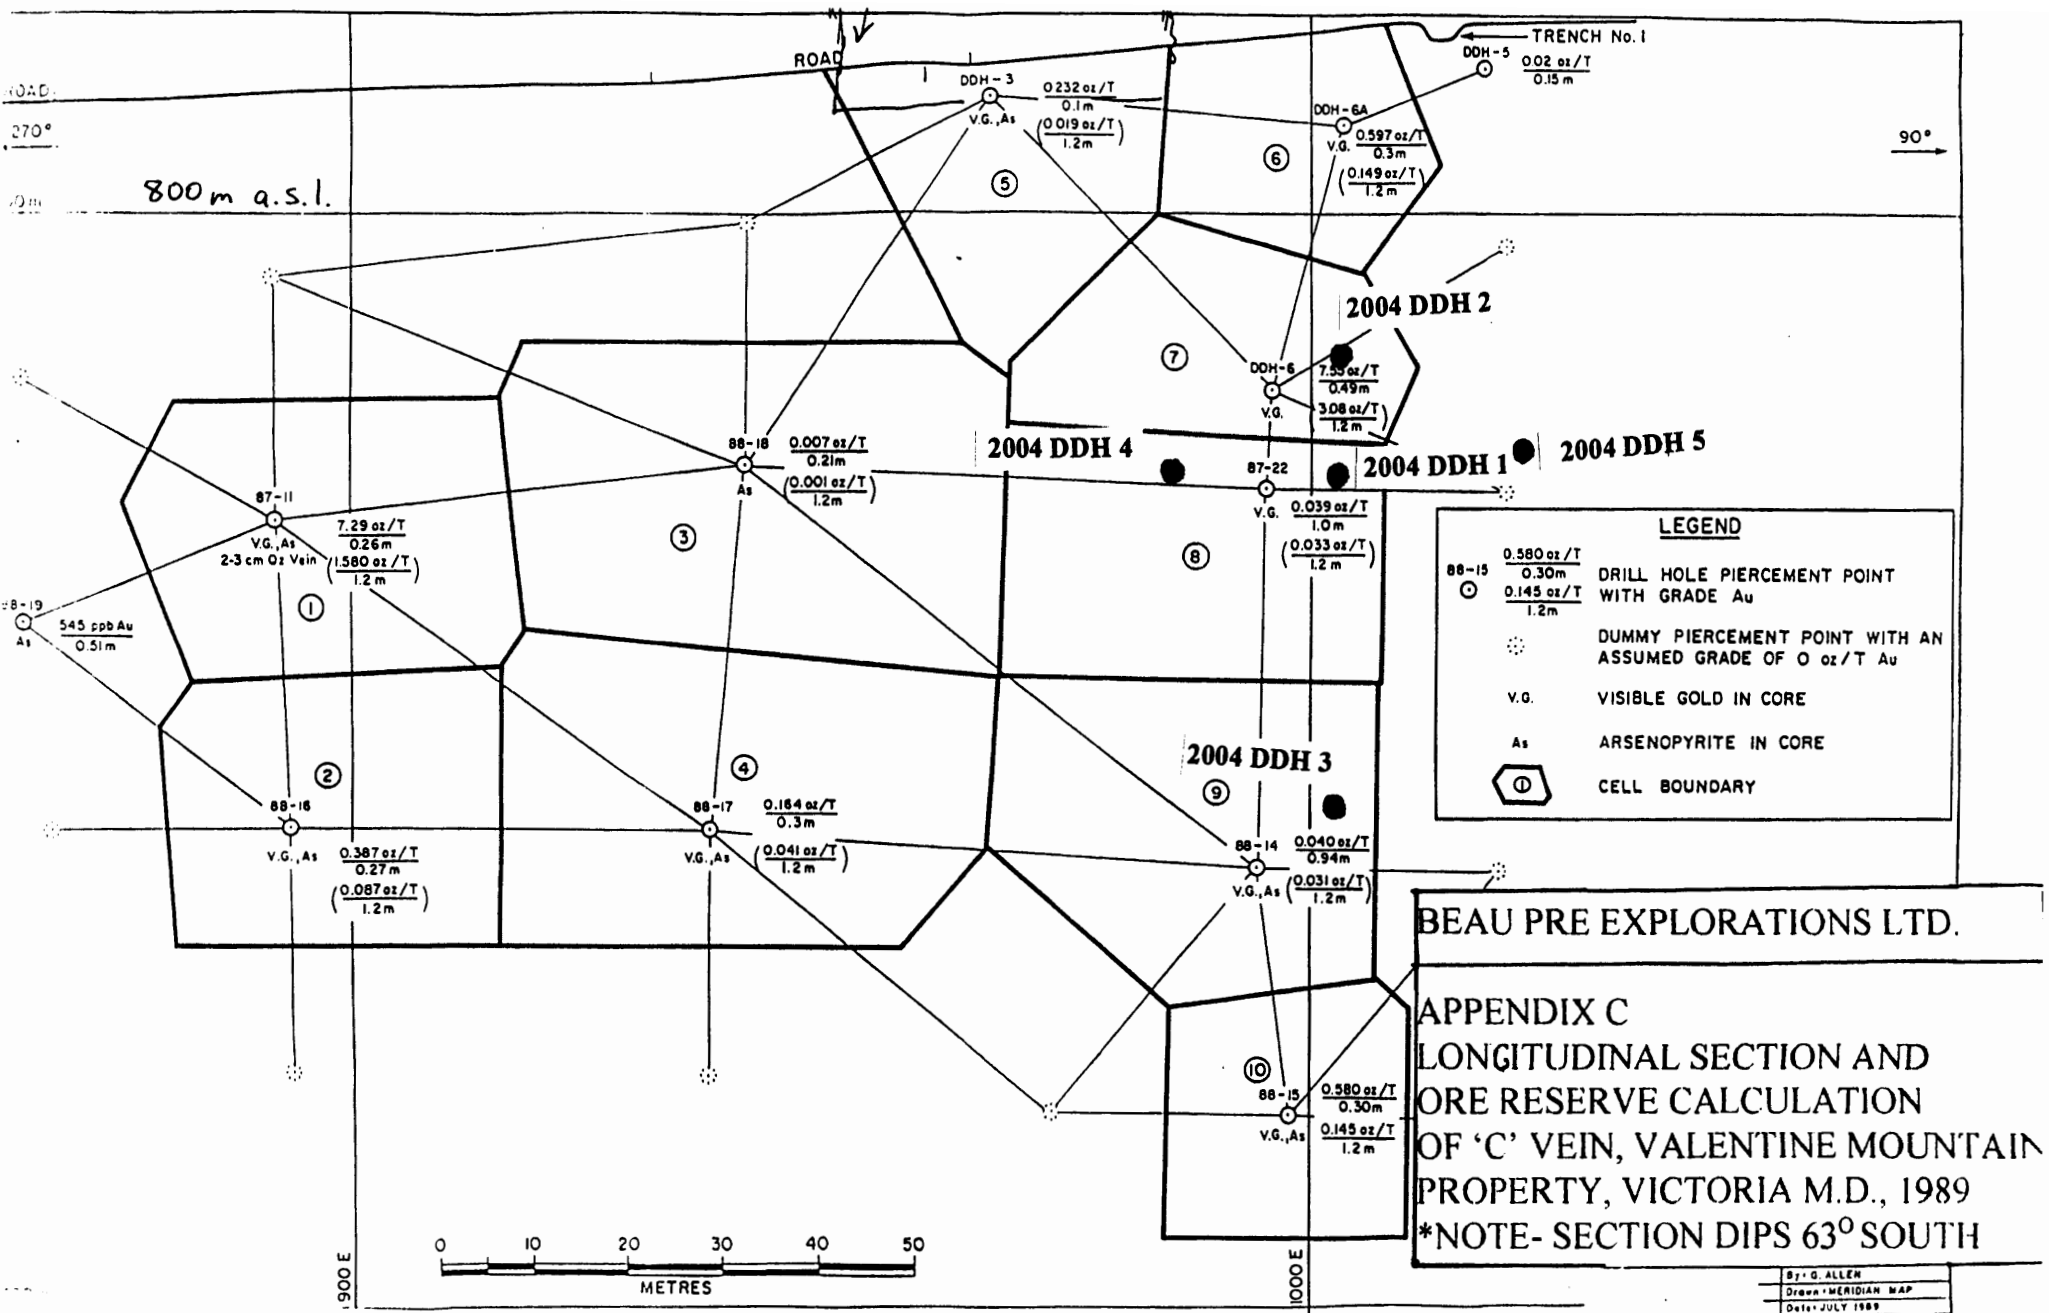 TRENCH No. 1
ROAD
DDH-5
0.02 oz/T
0.15 m
DDH-3
V.G., As
0.232 oz/T
0.1m
(0.019 oz/T)
1.2m
DDH-6A
V.G.
0.597 oz/T
0.3m
(0.149 oz/T)
1.2m
270°
90°
800m a.s.l.
5
6
2004 DDH 2
7
DDH-6
V.G.
0.49m
3.08 oz/T
1.2m
2004 DDH 4
2004 DDH 1
2004 DDH 5
88-18
As
0.007 oz/T
0.21m
(0.001 oz/T)
1.2m
87-22
V.G.
0.039 oz/T
1.0m
(0.033 oz/T)
1.2m
87-11
V.G., As
2-3 cm Qz Vein
7.29 oz/T
0.26m
(1.580 oz/T)
1.2m
3
8
1
As
545 ppb Au
0.51m
LEGEND
88-15
0.580 oz/T
0.30m
0.145 oz/T
1.2m
DRILL HOLE PIERCEMENT POINT
WITH GRADE Au
DUMMY PIERCEMENT POINT WITH AN
ASSUMED GRADE OF 0 oz/T Au
V.G.
VISIBLE GOLD IN CORE
As
ARSENOPYRITE IN CORE
1
CELL BOUNDARY
2
4
2004 DDH 3
9
88-16
V.G., As
0.387 oz/T
0.27m
(0.087 oz/T)
1.2m
88-17
V.G., As
0.164 oz/T
0.3m
(0.041 oz/T)
1.2m
88-14
V.G., As
0.040 oz/T
0.94m
(0.031 oz/T)
1.2m
10
88-15
V.G., As
0.580 oz/T
0.30m
0.145 oz/T
1.2m
BEAU PRE EXPLORATIONS LTD.
APPENDIX C
LONGITUDINAL SECTION AND
ORE RESERVE CALCULATION
OF ‘C’ VEIN, VALENTINE MOUNTAIN
PROPERTY, VICTORIA M.D., 1989
*NOTE- SECTION DIPS 63° SOUTH
0 10 20 30 40 50
METRES
900 E
1000 E
By: G. ALLEN
Drawn: MERIDIAN MAP
Date: JULY 1989